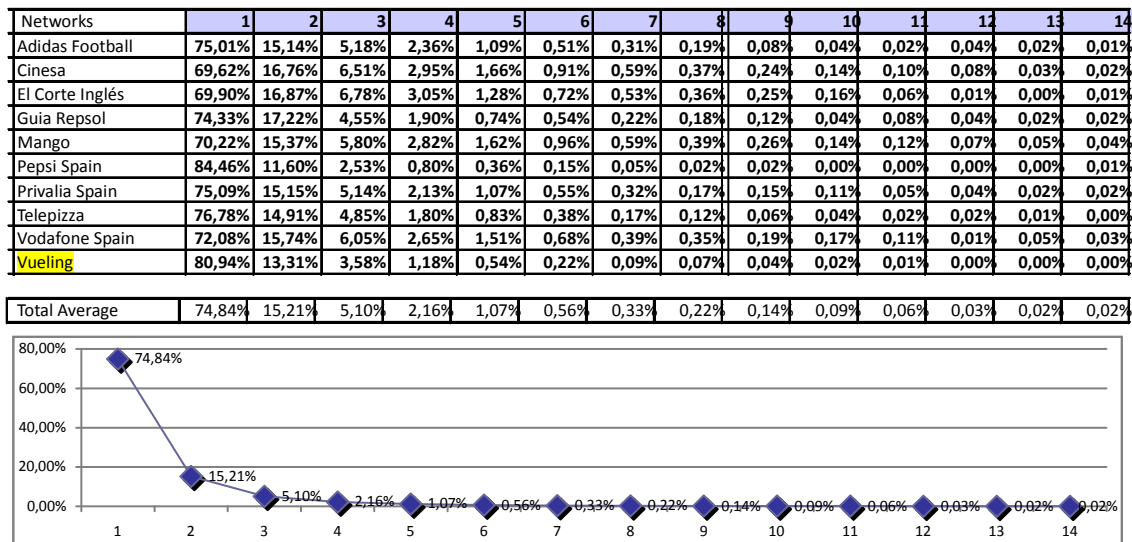 Networks 1 2 3 4 5 6 7 8 9 10 11 12 13 14
Adidas Football 75,01% 15,14% 5,18% 2,36% 1,09% 0,51% 0,31% 0,19% 0,08% 0,04% 0,02% 0,04% 0,02% 0,01%
Cinesa 69,62% 16,76% 6,51% 2,95% 1,66% 0,91% 0,59% 0,37% 0,24% 0,14% 0,10% 0,08% 0,03% 0,02%
El Corte Inglés 69,90% 16,87% 6,78% 3,05% 1,28% 0,72% 0,53% 0,36% 0,25% 0,16% 0,06% 0,01% 0,00% 0,01%
Guia Repsol 74,33% 17,22% 4,55% 1,90% 0,74% 0,54% 0,22% 0,18% 0,12% 0,04% 0,08% 0,04% 0,02% 0,02%
Mango 70,22% 15,37% 5,80% 2,82% 1,62% 0,96% 0,59% 0,39% 0,26% 0,14% 0,12% 0,07% 0,05% 0,04%
Pepsi Spain 84,46% 11,60% 2,53% 0,80% 0,36% 0,15% 0,05% 0,02% 0,02% 0,00% 0,00% 0,00% 0,00% 0,01%
Privalia Spain 75,09% 15,15% 5,14% 2,13% 1,07% 0,55% 0,32% 0,17% 0,15% 0,11% 0,05% 0,04% 0,02% 0,02%
Telepizza 76,78% 14,91% 4,85% 1,80% 0,83% 0,38% 0,17% 0,12% 0,06% 0,04% 0,02% 0,02% 0,01% 0,00%
Vodafone Spain 72,08% 15,74% 6,05% 2,65% 1,51% 0,68% 0,39% 0,35% 0,19% 0,17% 0,11% 0,01% 0,05% 0,03%
Vueling 80,94% 13,31% 3,58% 1,18% 0,54% 0,22% 0,09% 0,07% 0,04% 0,02% 0,01% 0,00% 0,00% 0,00%
Total Average 74,84% 15,21% 5,10% 2,16% 1,07% 0,56% 0,33% 0,22% 0,14% 0,09% 0,06% 0,03% 0,02% 0,02%
80,00%
74,84%
60,00%
40,00%
20,00%
15,21%
0,00% 5,10% 2,16% 1,07% 0,56% 0,33% 0,22% 0,14% 0,09% 0,06% 0,03% 0,02% 0,02%
1 2 3 4 5 6 7 8 9 10 11 12 13 14